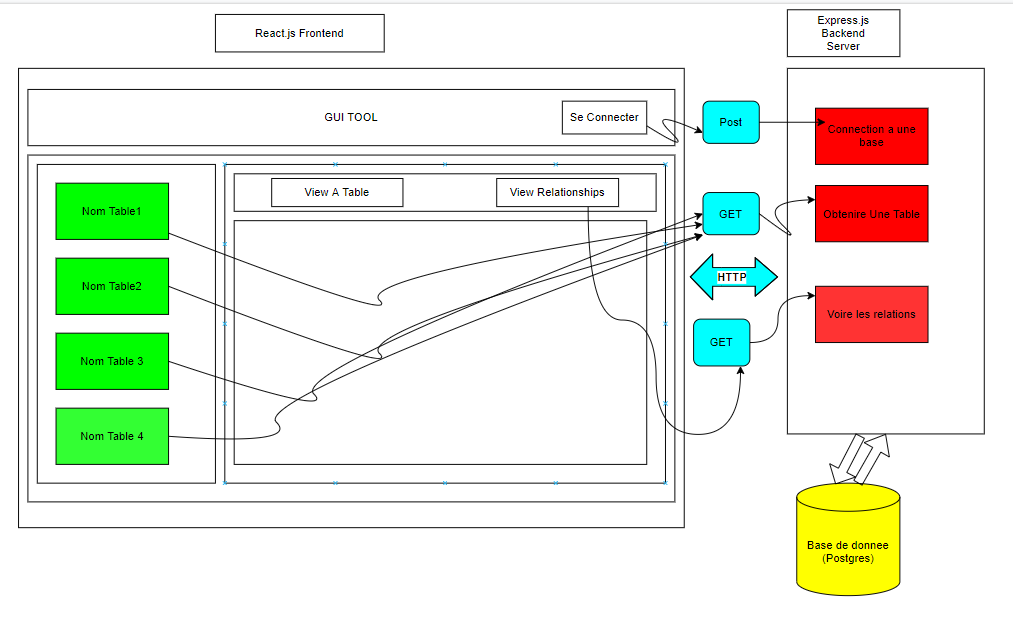 React.js Frontend
Express.js
Backend
Server
GUI TOOL
Se Connecter
Post
Connection a une
base
View A Table
View Relationships
Nom Table1
GET
Obtenire Une Table
Nom Table2
HTTP
Voire les relations
GET
Nom Table 3
Nom Table 4
Base de donnee
(Postgres)